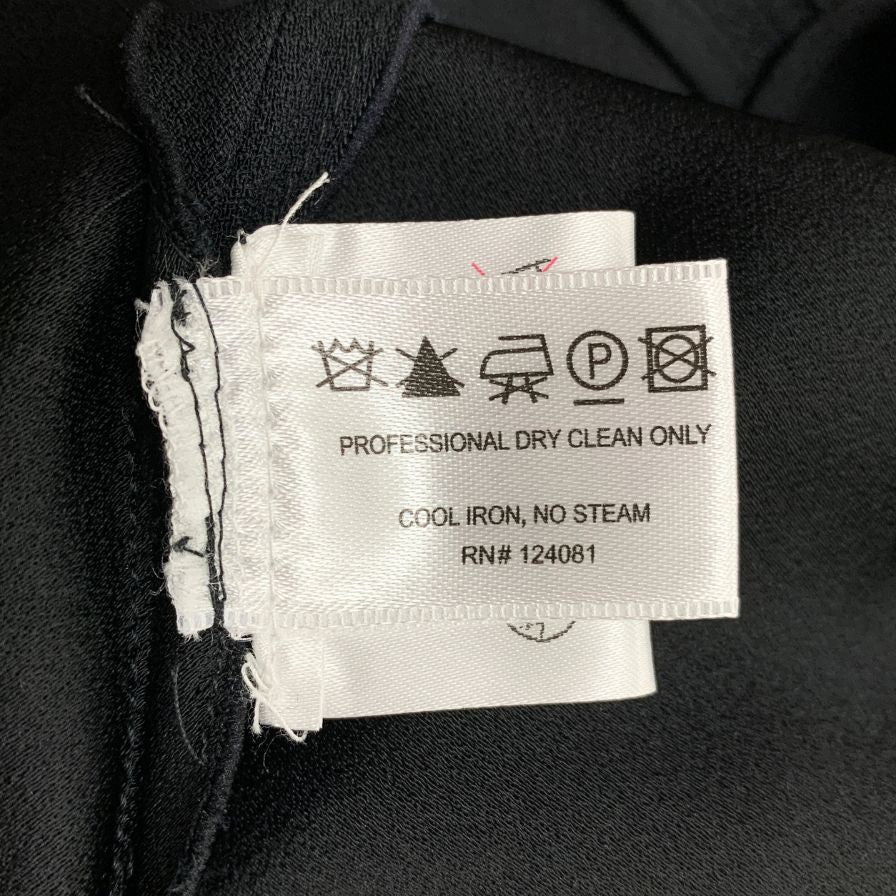 P
PROFESSIONAL DRY CLEAN ONLY
COOL IRON, NO STEAM
RN# 124081